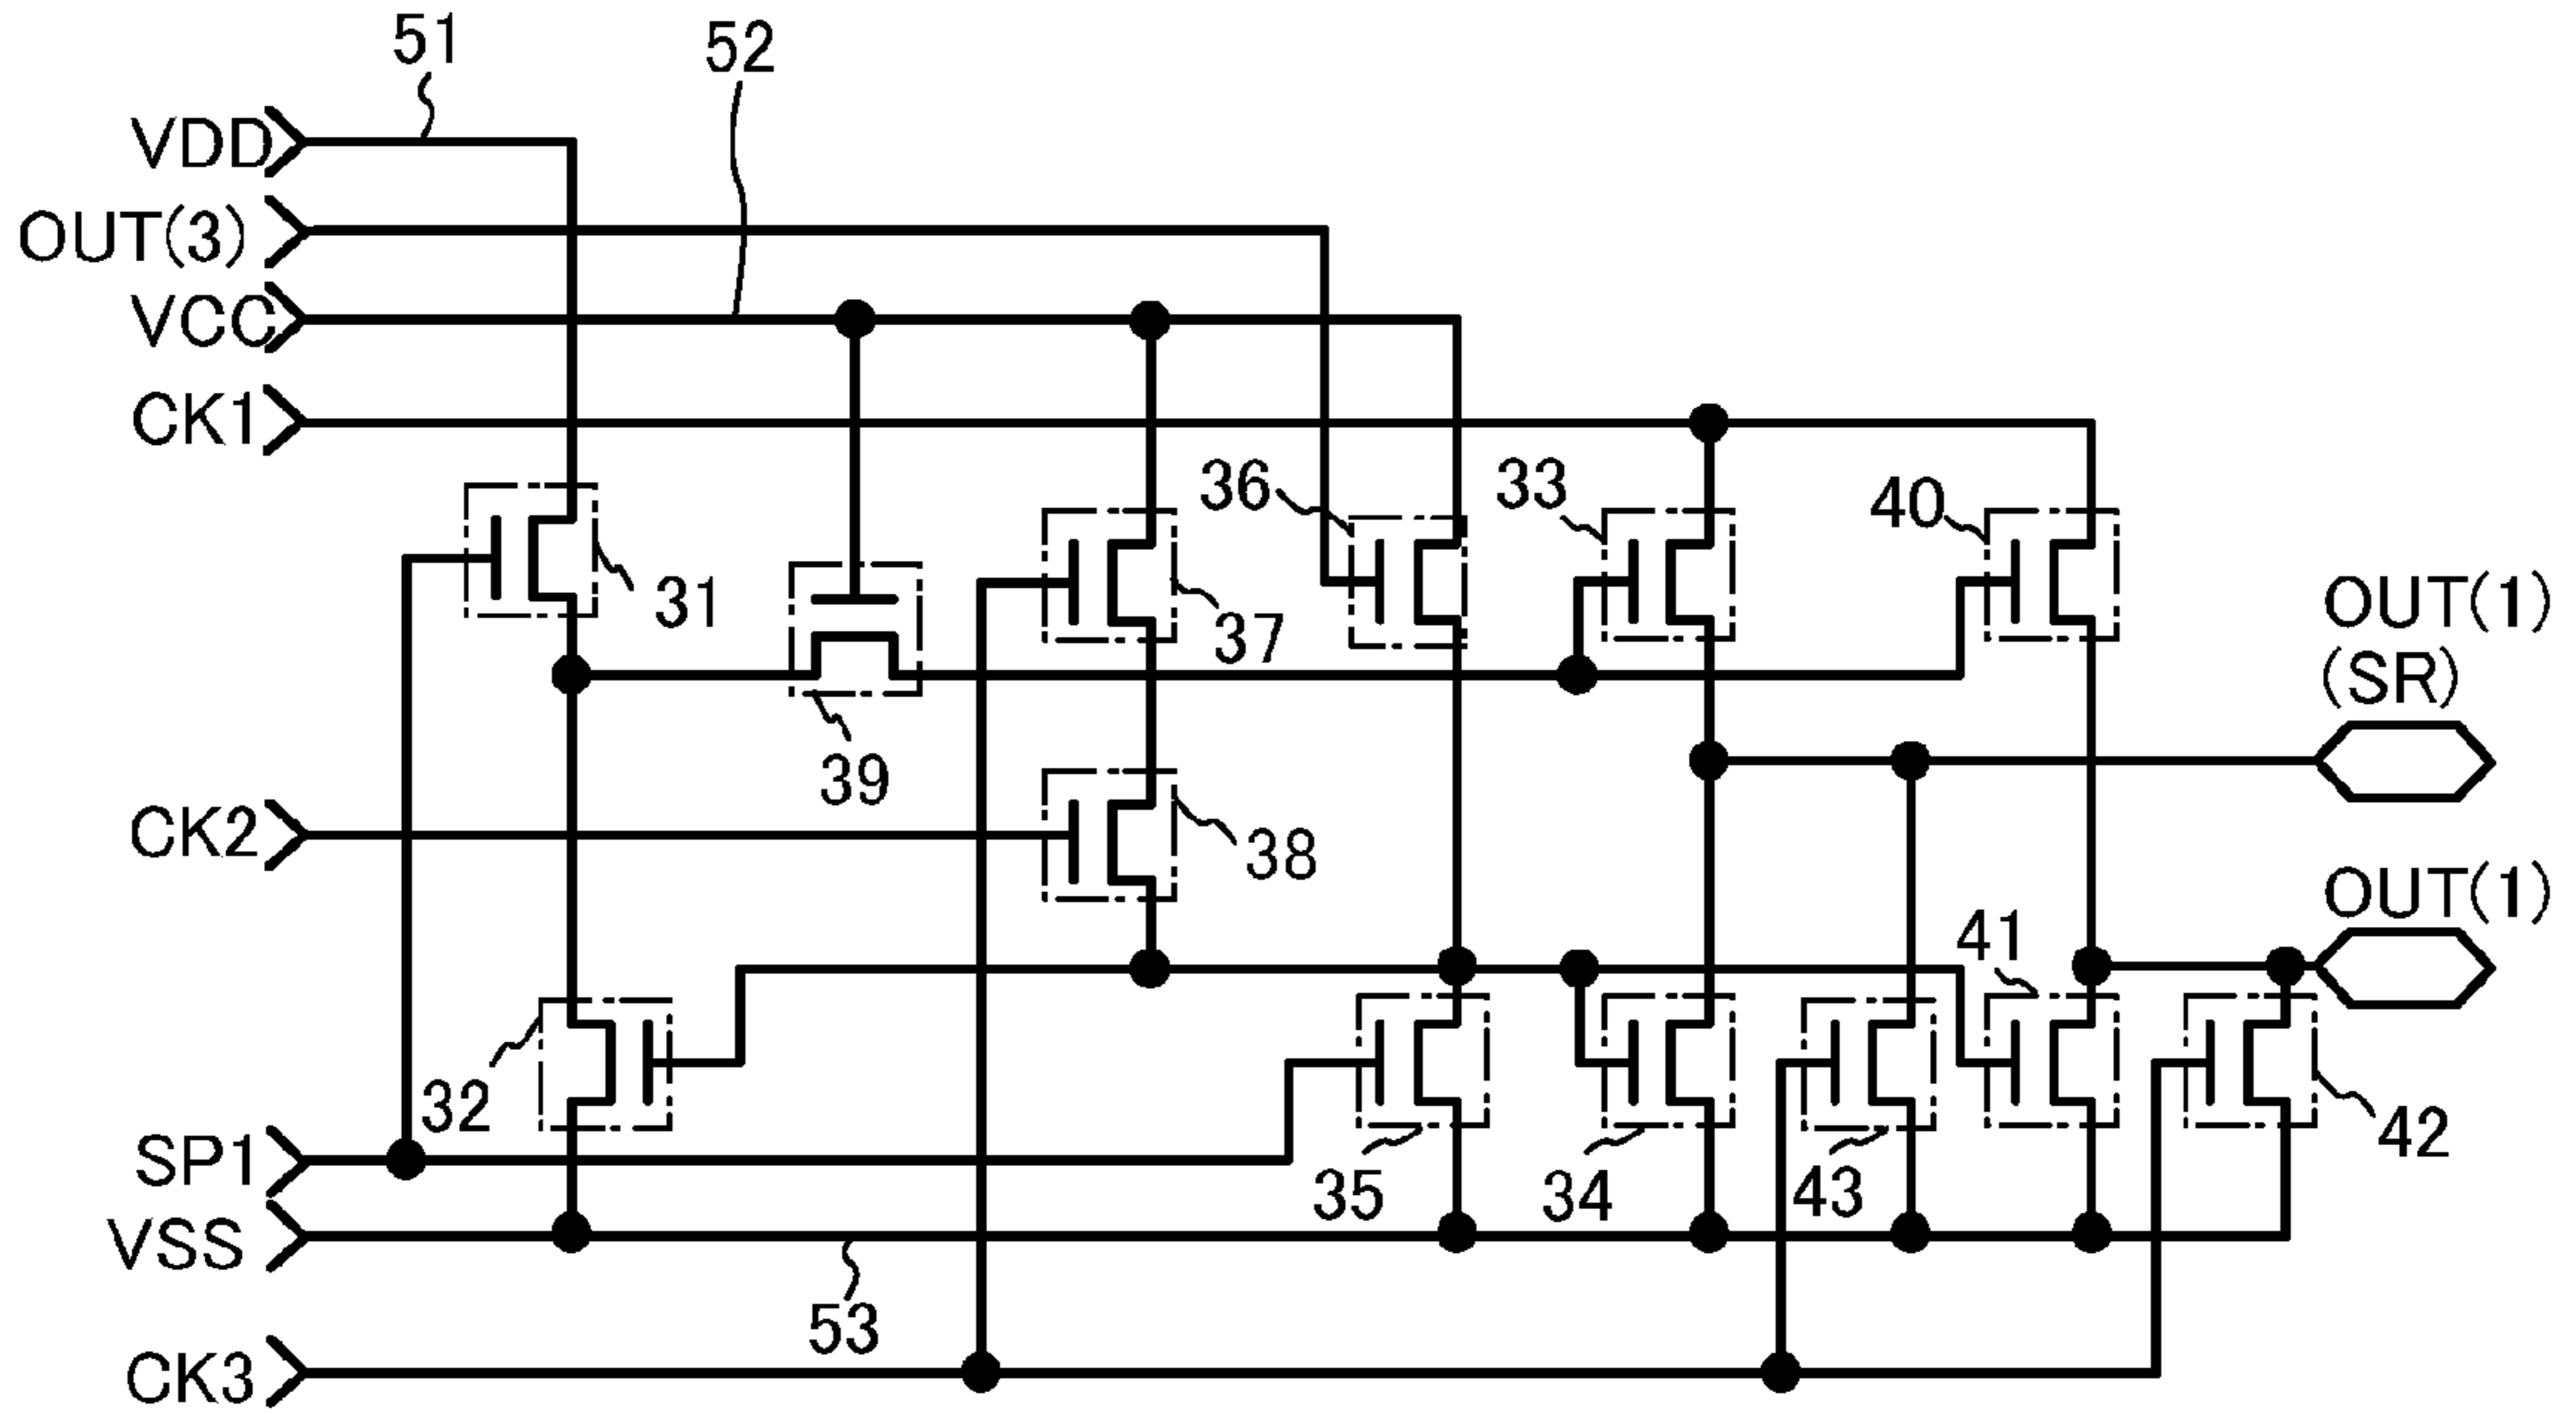 51
52
VDD
OUT(3)
VCC
CK1
36
33
40
31
37
OUT(1)
(SR)
39
CK2
38
OUT(1)
41
32
SP1
35
34
43
42
VSS
53
CK3